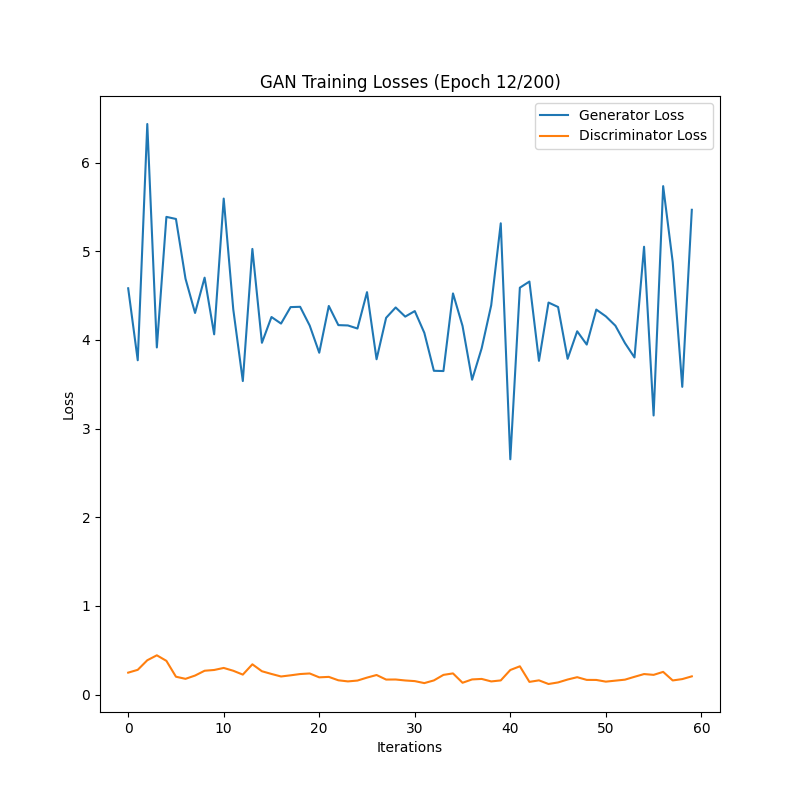 GAN Training Losses (Epoch 12/200)
Generator Loss
Discriminator Loss
6
5
4
3
2
1
0
Loss
0 10 20 30 40 50 60
Iterations